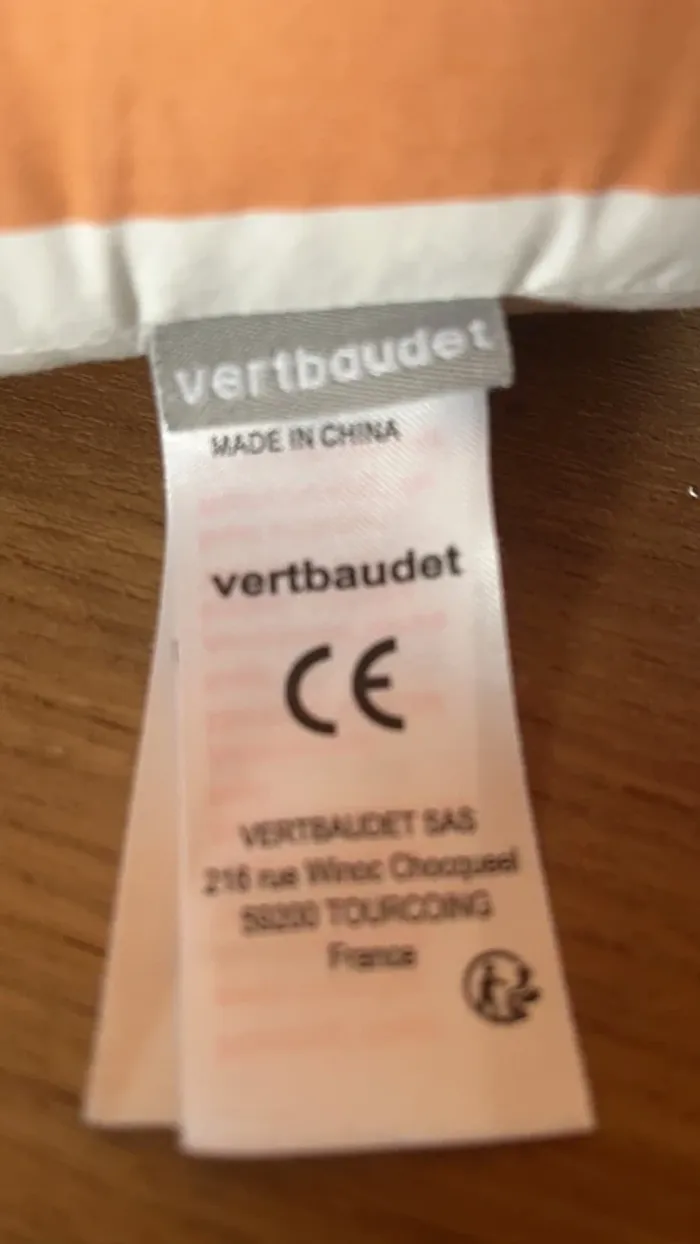 vertbaudet
MADE IN CHINA
vertbaudet
CE
VERTBAUDET SAS
216 rue Winoc Chocqueel
59200 TOURCOING
France